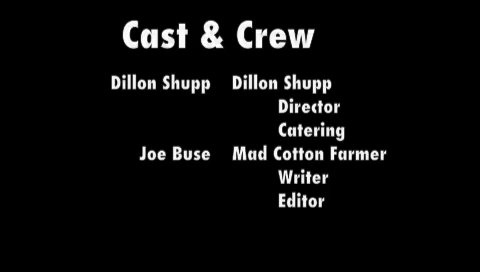 Cast & Crew
Dillon Shupp Dillon Shupp
Director
Catering
Joe Buse Mad Cotton Farmer
Writer
Editor